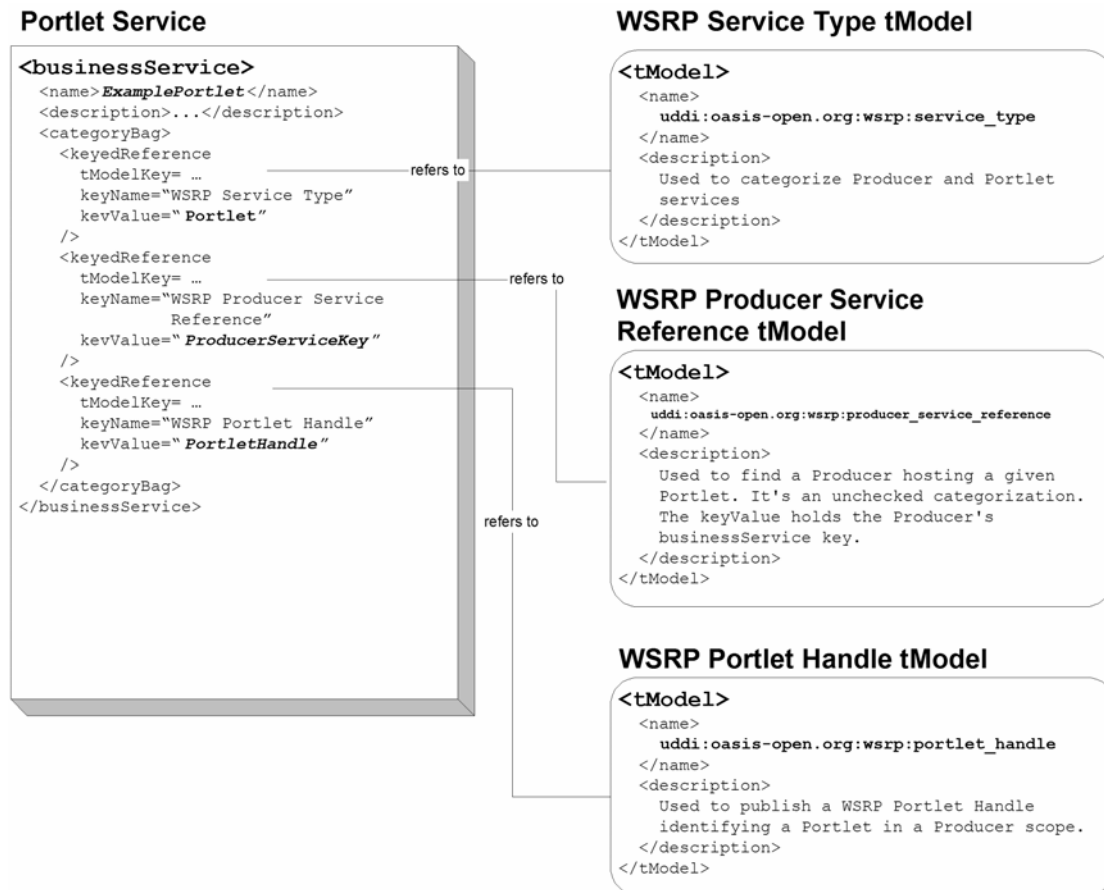 Portlet Service
<businessService>
<name>ExamplePortlet</name>
<description>...</description>
<categoryBag>
<keyedReference
tModelKey= …
keyName=“WSRP Service Type”
kevValue=“Portlet”
/>
<keyedReference
tModelKey= …
keyName=“WSRP Producer Service
Reference”
kevValue=“ProducerServiceKey”
/>
<keyedReference
tModelKey= …
keyName=“WSRP Portlet Handle”
kevValue=“PortletHandle”
/>
</categoryBag>
</businessService>
refers to
refers to
refers to
WSRP Service Type tModel
<tModel>
<name>
uddi:oasis-open.org:wsrp:service_type
</name>
<description>
Used to categorize Producer and Portlet
services
</description>
</tModel>
WSRP Producer Service
Reference tModel
<tModel>
<name>
uddi:oasis-open.org:wsrp:producer_service_reference
</name>
<description>
Used to find a Producer hosting a given
Portlet. It's an unchecked categorization.
The keyValue holds the Producer's
businessService key.
</description>
</tModel>
WSRP Portlet Handle tModel
<tModel>
<name>
uddi:oasis-open.org:wsrp:portlet_handle
</name>
<description>
Used to publish a WSRP Portlet Handle
identifying a Portlet in a Producer scope.
</description>
</tModel>